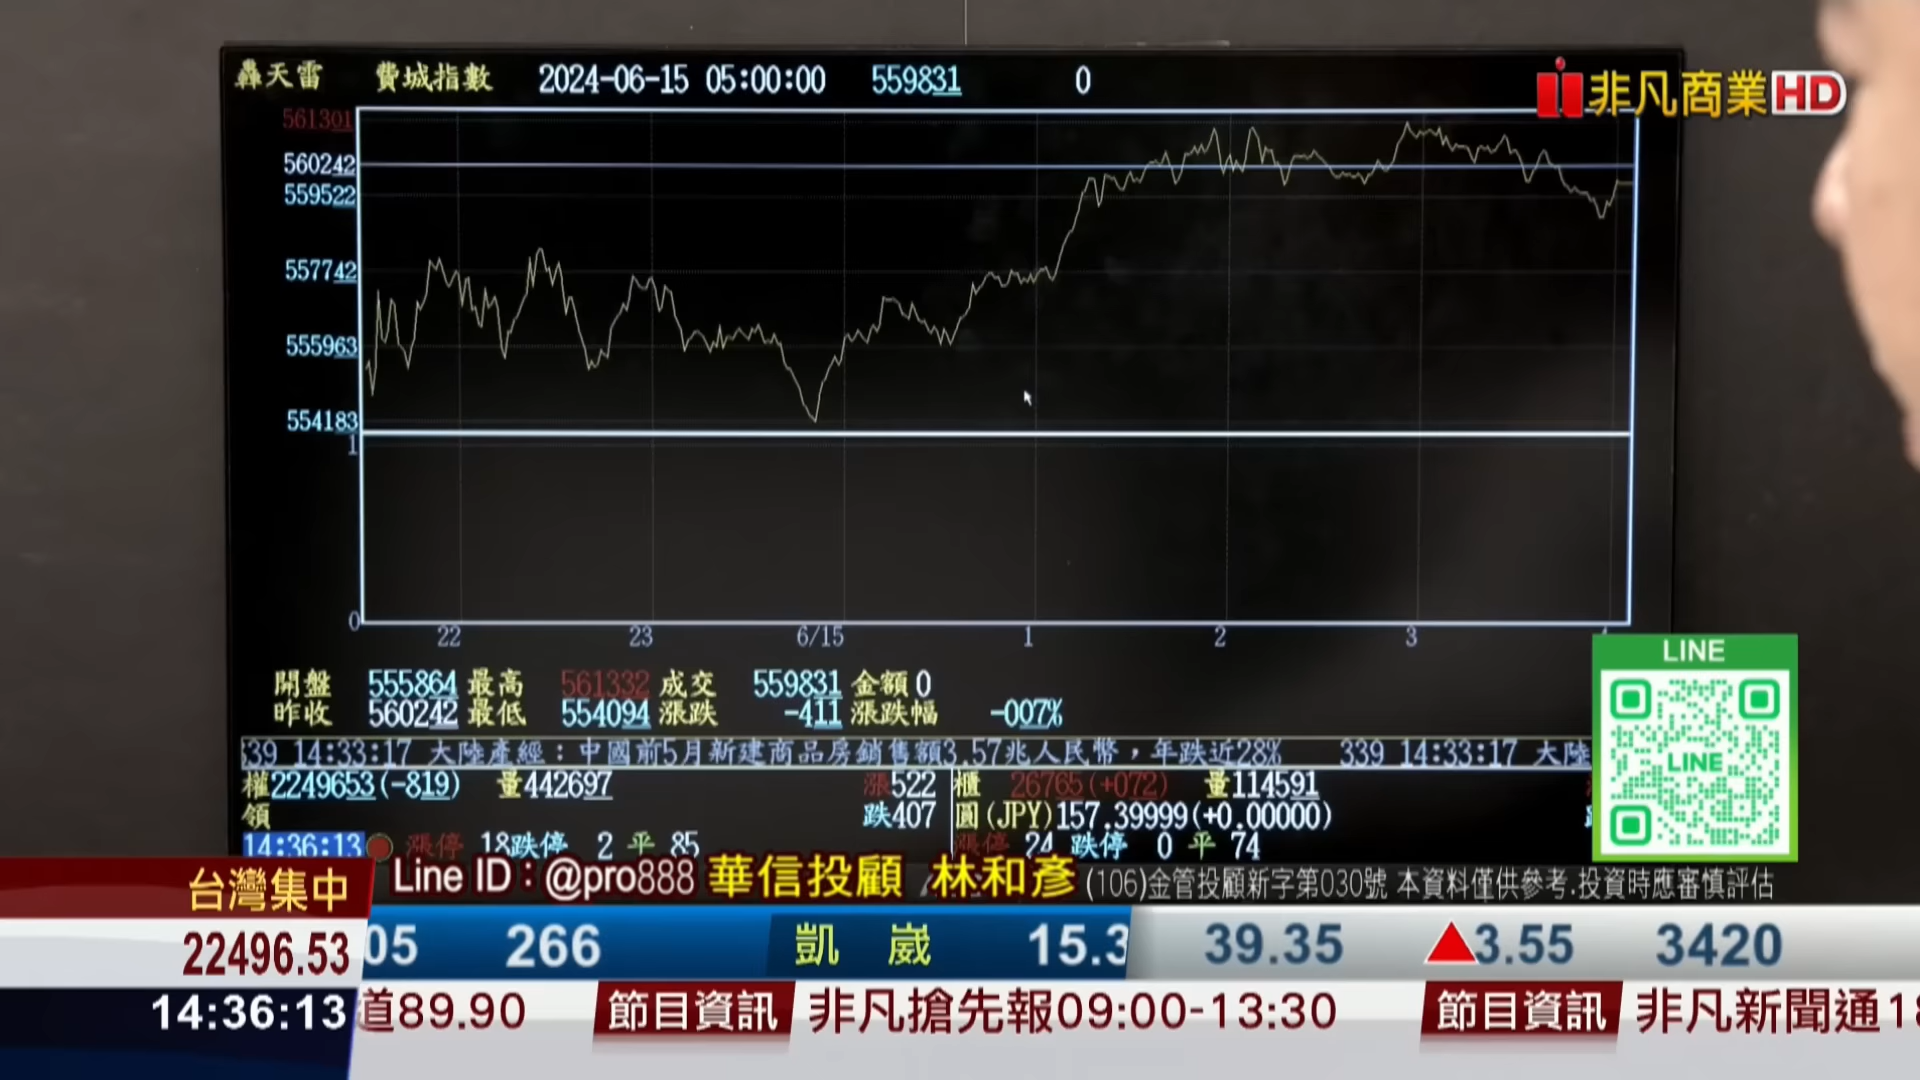 轟天雷 費城指數 2024-06-15 05:00:00 559831 0
非凡商業HD
561301
560242
559522
557742
555963
554183
1
0
22 23 6/15 1 2 3
LINE
LINE
開盤 555864 最高 561332 成交 559831 金額 0
昨收 560242 最低 554094 漲跌 -411 漲跌幅 -007%
339 14:33:17 大陸產經：中國前5月新建商品房銷售額3.57兆人民幣，年跌近28% 339 14:33:17 大陸
權2249653(-819) 量442697 漲522 櫃 26765(+072) 量114591
領 跌407 圓(JPY)157.39999(+0.00000)
14:36:13 漲停 18跌停 2 平 85 漲停 24 跌停 0 平 74
台灣集中 Line ID：@pro888 華信投顧 林和彥 (106)金管投顧新字第030號 本資料僅供參考.投資時應審慎評估
22496.53 05 266 凱崴 15.3 39.35 ▲3.55 3420
14:36:13 道89.90 節目資訊 非凡搶先報09:00-13:30 節目資訊 非凡新聞通18